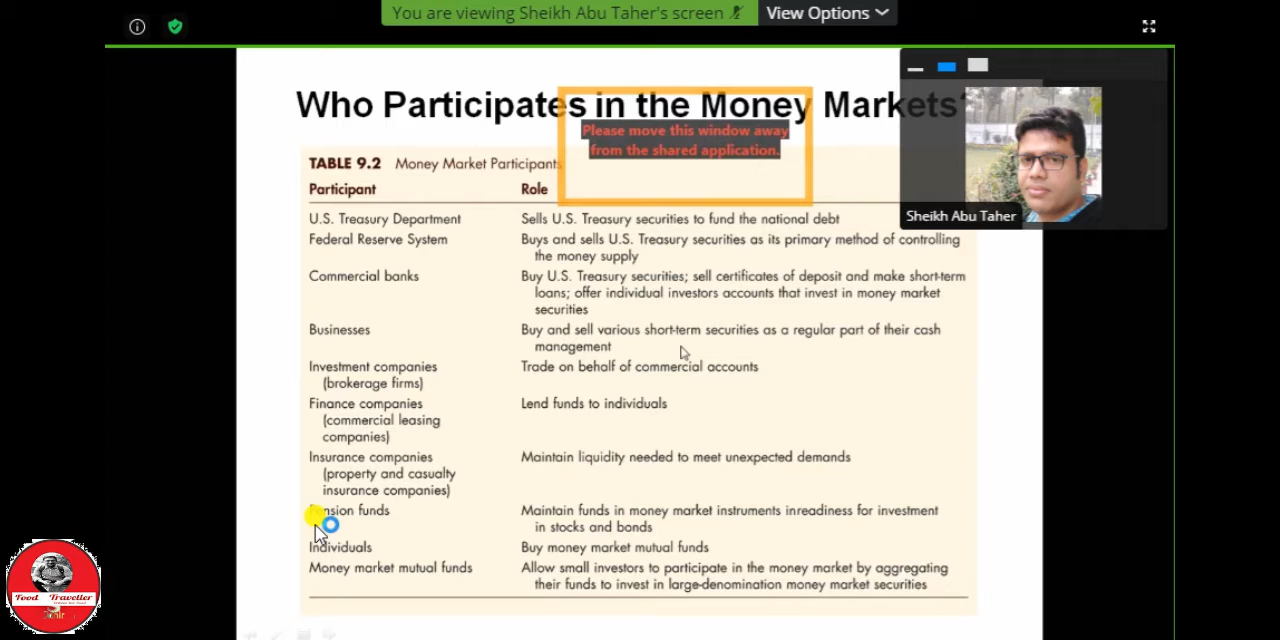 You are viewing Sheikh Abu Taher's screen
View Options
Who Participates in the Money Markets?
Please move this window away
from the shared application.
Sheikh Abu Taher
TABLE 9.2 Money Market Participants
Participant Role
U.S. Treasury Department Sells U.S. Treasury securities to fund the national debt
Federal Reserve System Buys and sells U.S. Treasury securities as its primary method of controlling
the money supply
Commercial banks Buy U.S. Treasury securities; sell certificates of deposit and make short-term
loans; offer individual investors accounts that invest in money market
securities
Businesses Buy and sell various short-term securities as a regular part of their cash
management
Investment companies Trade on behalf of commercial accounts
(brokerage firms)
Finance companies Lend funds to individuals
(commercial leasing
companies)
Insurance companies Maintain liquidity needed to meet unexpected demands
(property and casualty
insurance companies)
Pension funds Maintain funds in money market instruments inreadiness for investment
in stocks and bonds
Individuals Buy money market mutual funds
Money market mutual funds Allow small investors to participate in the money market by aggregating
their funds to invest in large-denomination money market securities
Food Traveller